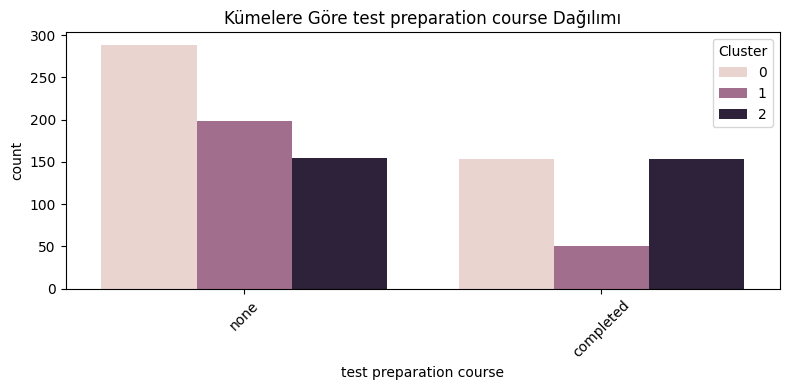 Kümelere Göre test preparation course Dağılımı
300
250
200
150
100
50
0
count
Cluster
0
1
2
none
completed
test preparation course